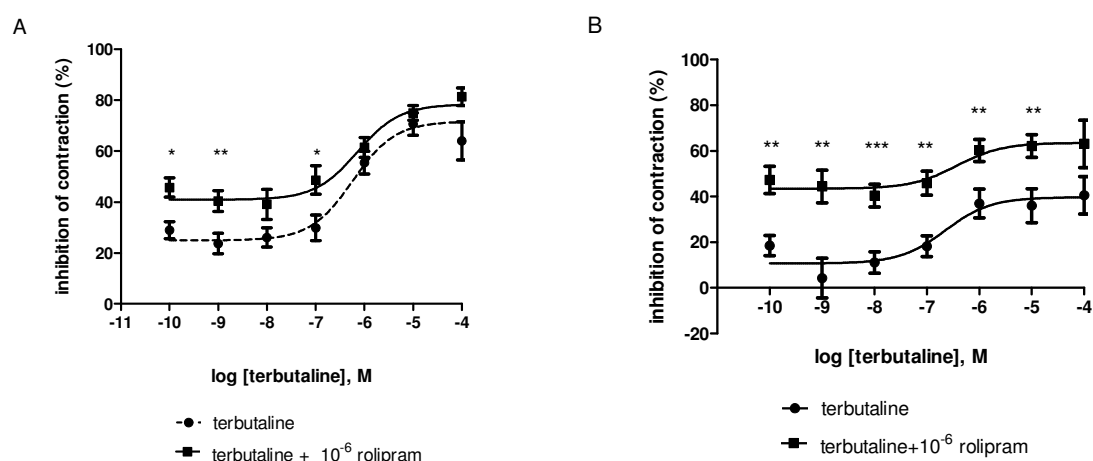 A
inhibition of contraction (%)
100
80
60
40
20
0
* ** *
-11 -10 -9 -8 -7 -6 -5 -4
log [terbutaline], M
terbutaline
terbutaline + 10-6 rolipram
B
inhibition of contraction (%)
100
80
60
40
20
0
-20
** ** *** ** ** **
-10 -9 -8 -7 -6 -5 -4
log [terbutaline], M
terbutaline
terbutaline+10-6 rolipram